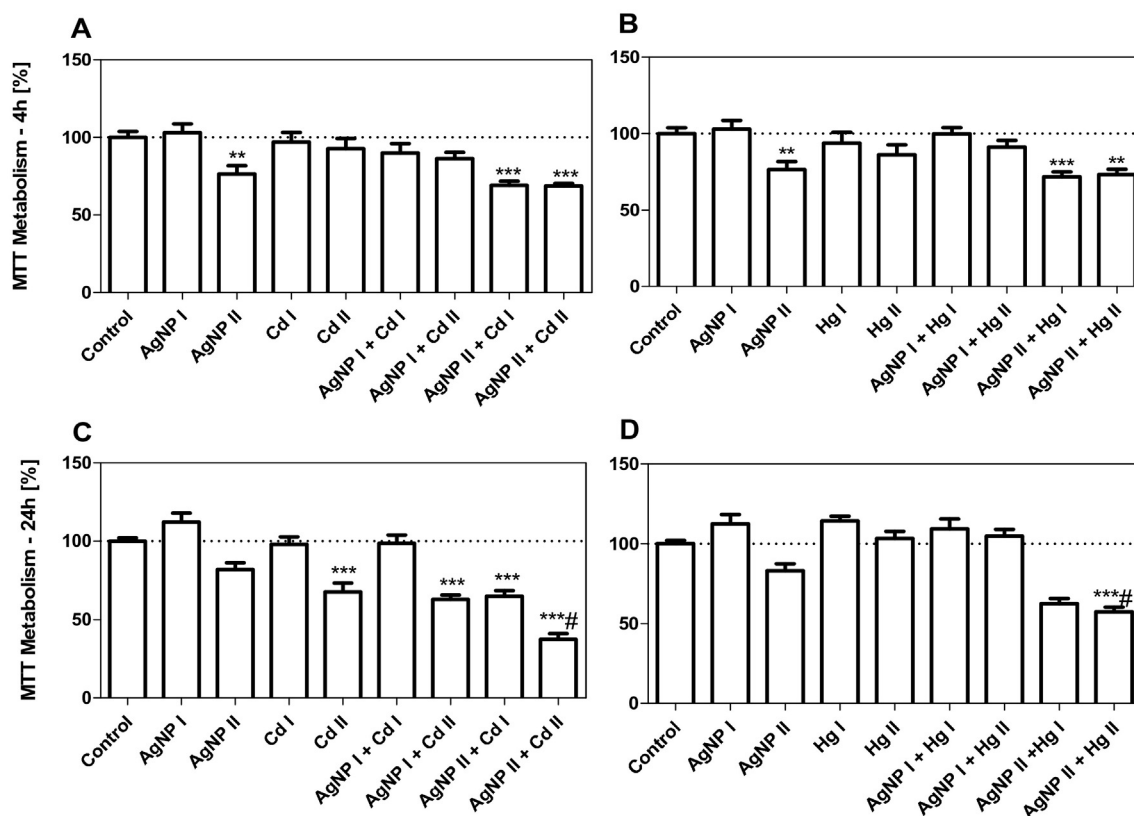 A
MTT Metabolism - 4h [%]
150
100
50
0
**
***
***
Control
AgNP I
AgNP II
Cd I
Cd II
AgNP I + Cd I
AgNP I + Cd II
AgNP II + Cd I
AgNP II + Cd II
B
150
100
50
0
**
***
**
Control
AgNP I
AgNP II
Hg I
Hg II
AgNP I + Hg I
AgNP I + Hg II
AgNP II + Hg I
AgNP II + Hg II
C
MTT Metabolism - 24h [%]
150
100
50
0
***
***
***
***#
Control
AgNP I
AgNP II
Cd I
Cd II
AgNP I + Cd I
AgNP I + Cd II
AgNP II + Cd I
AgNP II + Cd II
D
150
100
50
0
***#
Control
AgNP I
AgNP II
Hg I
Hg II
AgNP I + Hg I
AgNP I + Hg II
AgNP II +Hg I
AgNP II + Hg II